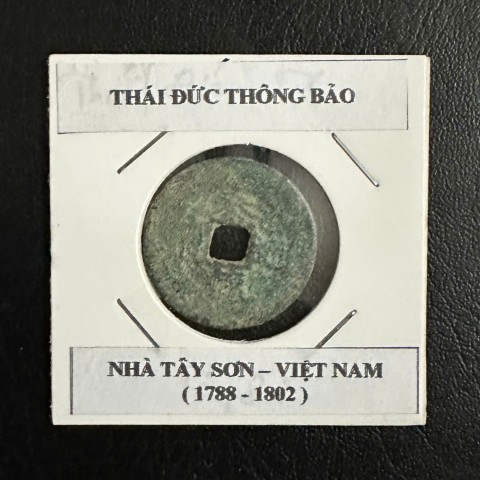 THÁI ĐỨC THÔNG BẢO
NHÀ TÂY SƠN – VIỆT NAM
( 1788 - 1802 )